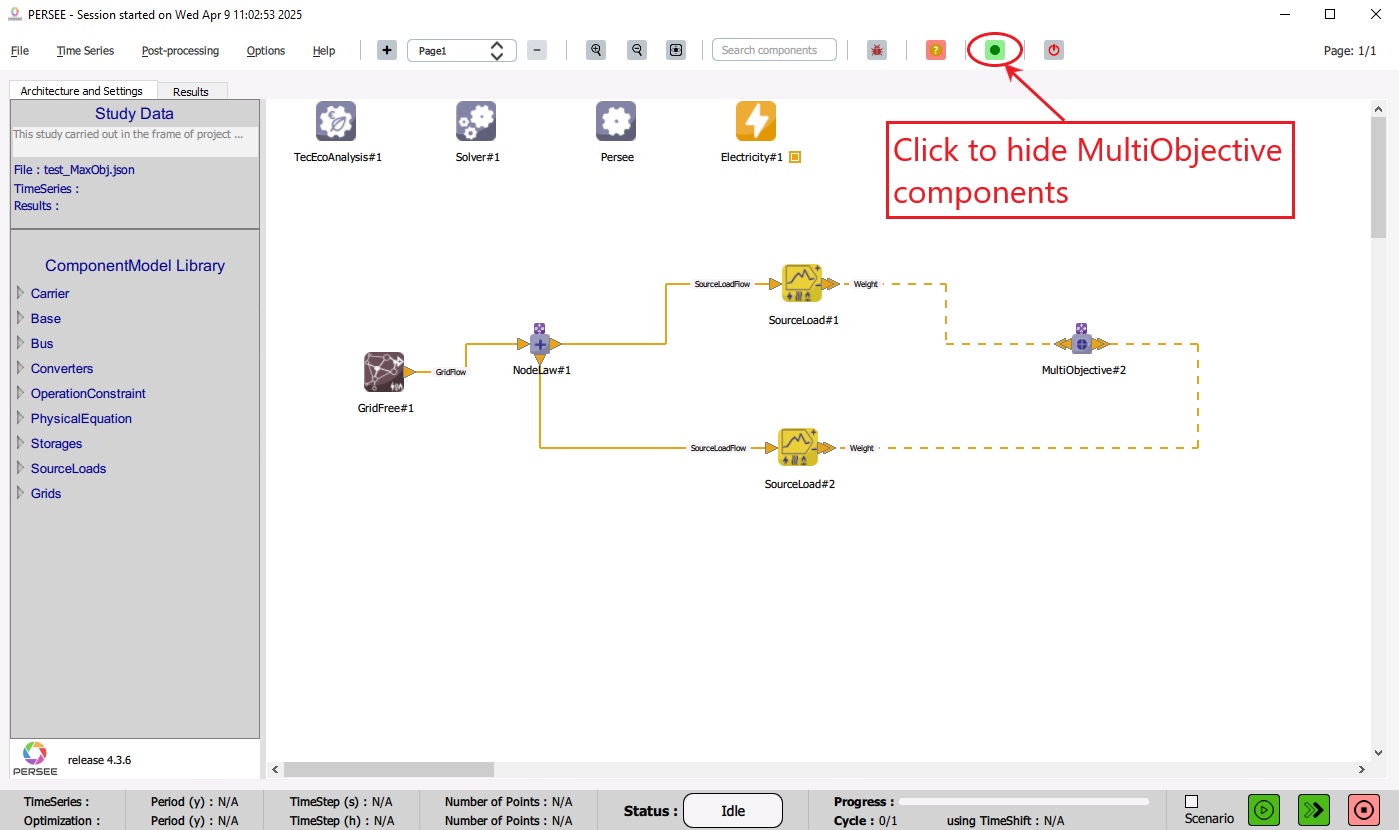 PERSEE - Session started on Wed Apr 9 11:02:53 2025
File Time Series Post-processing Options Help Page1 Search components Page: 1/1
Architecture and Settings Results
Study Data
This study carried out in the frame of project ...
File : test_MaxObj.json
TimeSeries :
Results :
ComponentModel Library
Carrier
Base
Bus
Converters
OperationConstraint
PhysicalEquation
Storages
SourceLoads
Grids
PERSEE
release 4.3.6
TecEcoAnalysis#1 Solver#1 Persee Electricity#1
Click to hide MultiObjective
components
SourceLoadFlow Weight
SourceLoad#1
GridFlow
NodeLaw#1
MultiObjective#2
GridFree#1
SourceLoadFlow Weight
SourceLoad#2
TimeSeries : Period (y) : N/A TimeStep (s) : N/A Number of Points : N/A
Optimization : Period (y) : N/A TimeStep (h) : N/A Number of Points : N/A
Status : Idle
Progress :
Cycle : 0/1 using TimeShift : N/A
Scenario